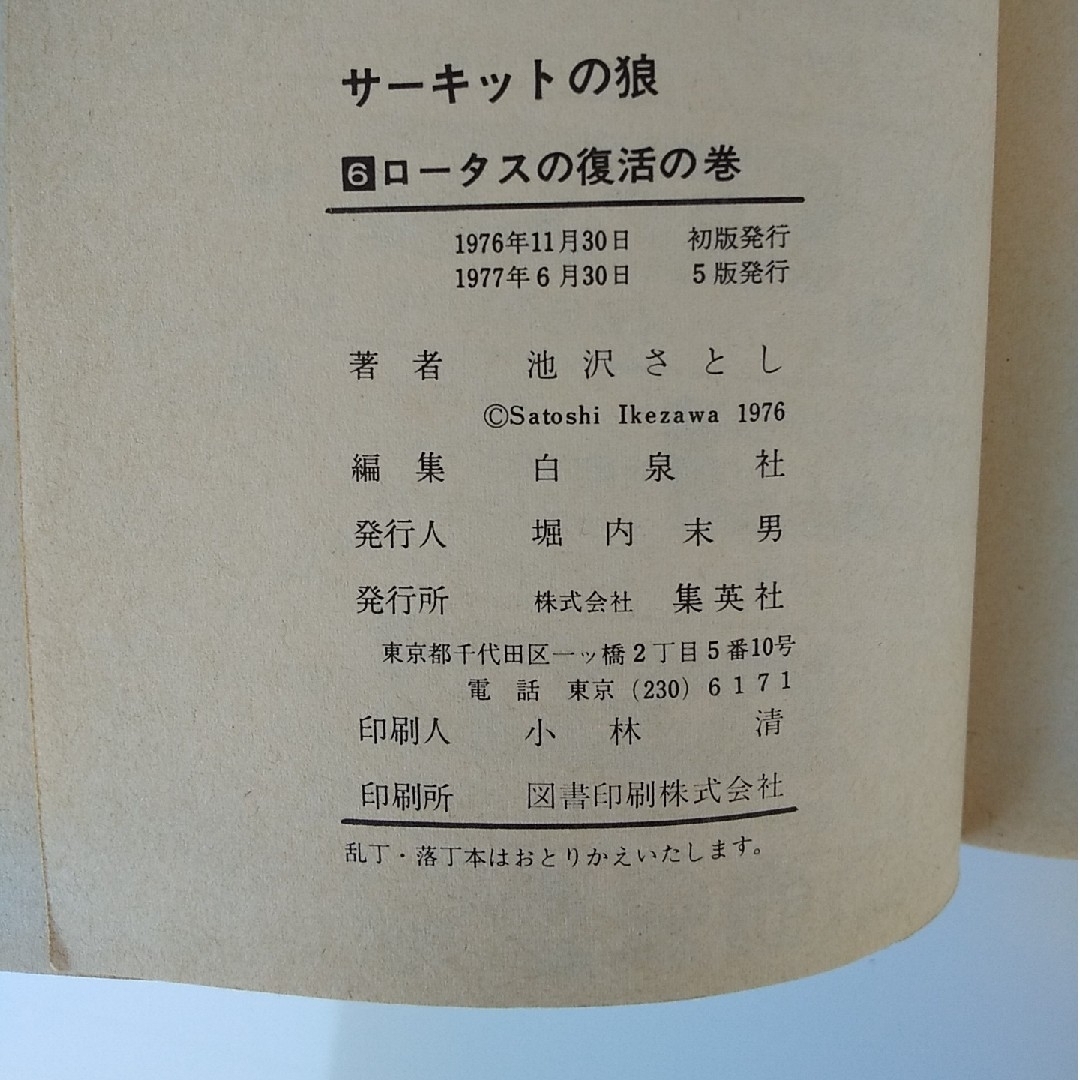 サーキットの狼
6ロータスの復活の巻
1976年11月30日 初版発行
1977年6月30日 5版発行
著者 池沢さとし
©Satoshi Ikezawa 1976
編集 白泉社
発行人 堀内末男
発行所 株式会社 集英社
東京都千代田区一ッ橋2丁目5番10号
電話 東京(230)6171
印刷人 小林清
印刷所 図書印刷株式会社
乱丁・落丁本はおとりかえいたします。